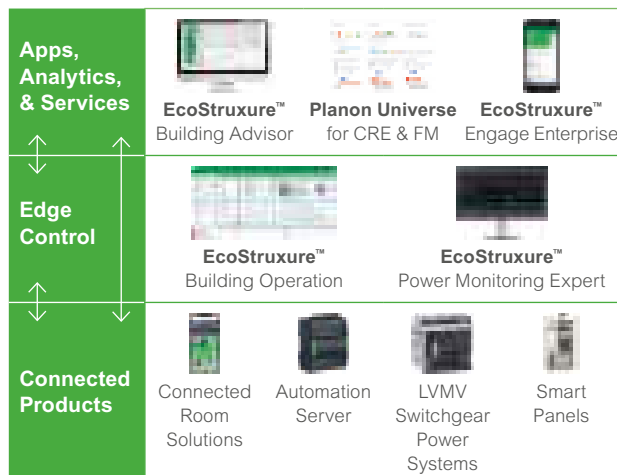 Apps,
Analytics,
& Services
EcoStruxure™
Building Advisor
Planon Universe
for CRE & FM
EcoStruxure™
Engage Enterprise
Edge
Control
EcoStruxure™
Building Operation
EcoStruxure™
Power Monitoring Expert
Connected
Products
Connected
Room
Solutions
Automation
Server
LVMV
Switchgear
Power
Systems
Smart
Panels